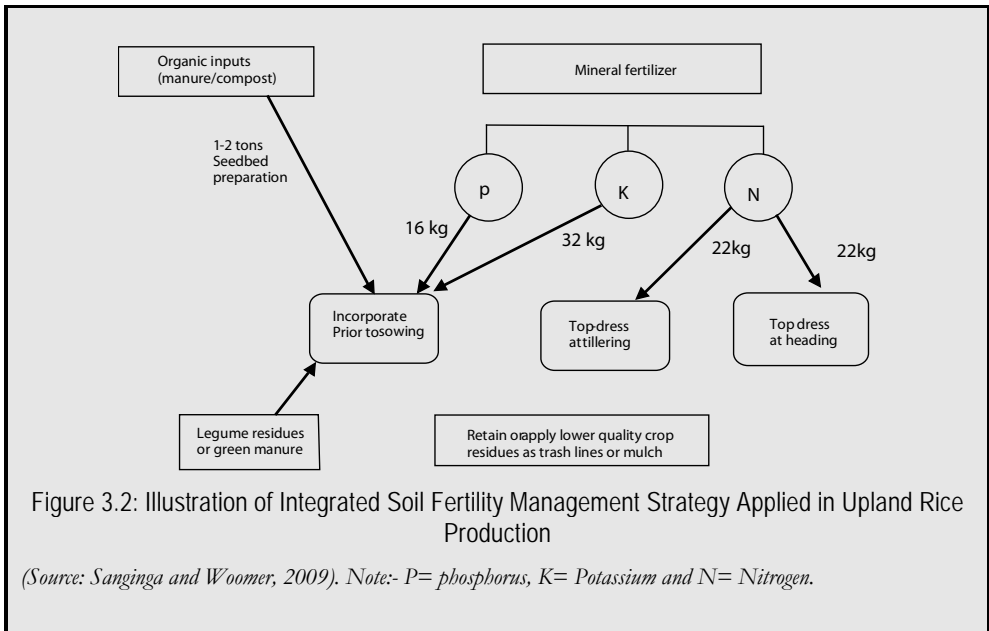 Organic inputs
(manure/compost)
Mineral fertilizer
1-2 tons
Seedbed
preparation
p
K
N
16 kg
32 kg
22kg
22kg
Incorporate
Prior tosowing
Top-dress
attillering
Top dress
at heading
Legume residues
or green manure
Retain orapply lower quality crop
residues as trash lines or mulch
Figure 3.2: Illustration of Integrated Soil Fertility Management Strategy Applied in Upland Rice
Production
(Source: Sanginga and Woomer, 2009). Note:- P= phosphorus, K= Potassium and N= Nitrogen.